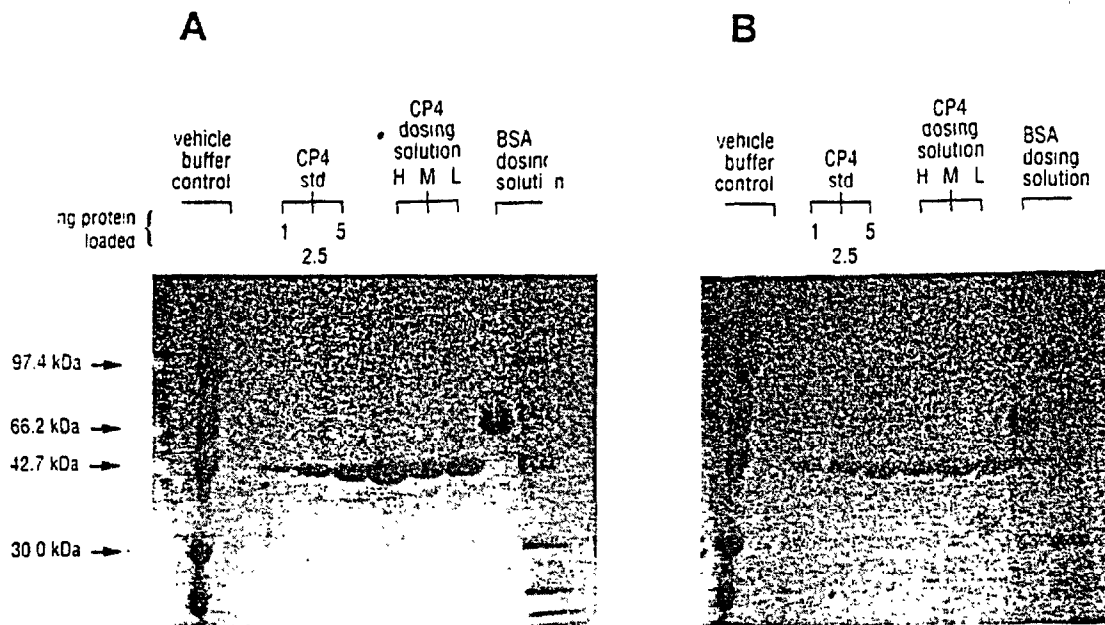 A
B
vehicle
buffer
control
CP4
std
CP4
dosing
solution
H M L
BSA
dosing
1 5
2.5
protein
loaded
vehicle
buffer
control
CP4
std
CP4
dosing
solution
H M L
BSA
dosing
solution
1 5
2.5
97.4 kDa
66.2 kDa
42.7 kDa
30.0 kDa